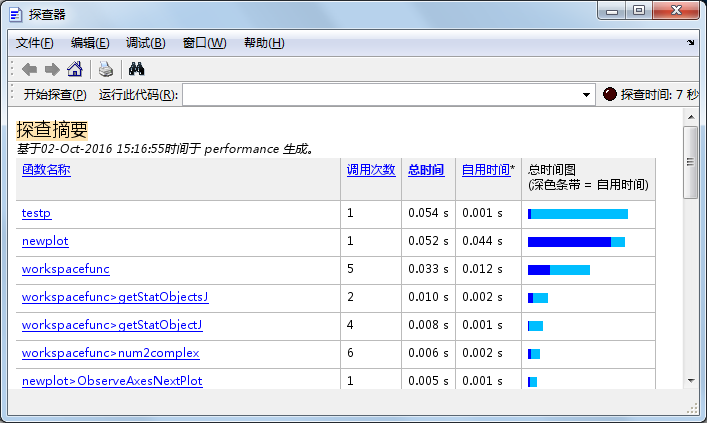 探查器
文件(F) 编辑(E) 调试(B) 窗口(W) 帮助(H)
开始探查(P) 运行此代码(R): 探查时间: 7 秒
探查摘要
基于02-Oct-2016 15:16:55时间于 performance 生成。
函数名称 调用次数 总时间 自用时间* 总时间图
(深色条带 = 自用时间)
testp 1 0.054 s 0.001 s
newplot 1 0.052 s 0.044 s
workspacefunc 5 0.033 s 0.012 s
workspacefunc>getStatObjectsJ 2 0.010 s 0.002 s
workspacefunc>getStatObjectJ 4 0.008 s 0.001 s
workspacefunc>num2complex 6 0.006 s 0.002 s
newplot>ObserveAxesNextPlot 1 0.005 s 0.001 s